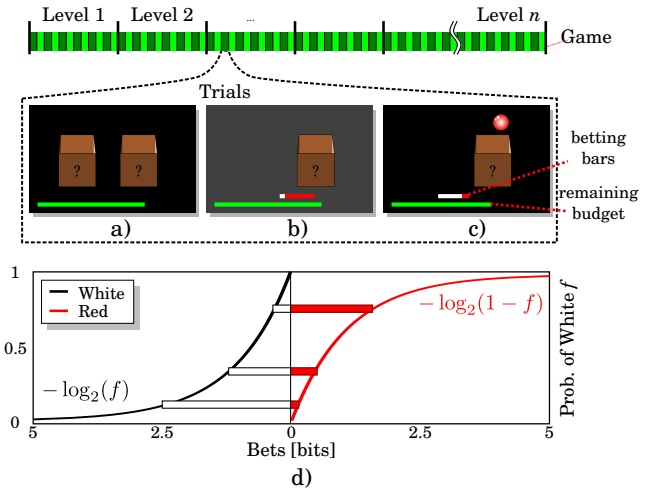 Level 1 Level 2 ... Level n
Game
Trials
? ? ? ?
betting
bars
remaining
budget
a) b) c)
1
White
Red
−log₂(1 − f)
0.5
−log₂(f)
0
5 2.5 0 2.5 5
Bets [bits]
Prob. of White f
d)